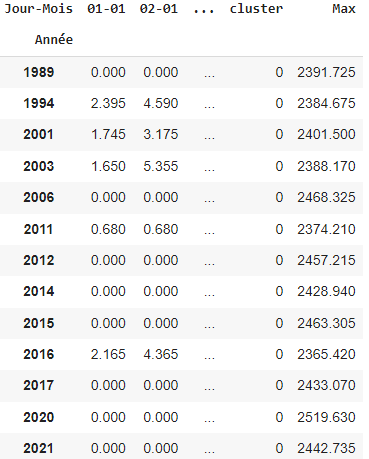 Jour-Mois 01-01 02-01 ... cluster Max
Année
1989 0.000 0.000 ... 0 2391.725
1994 2.395 4.590 ... 0 2384.675
2001 1.745 3.175 ... 0 2401.500
2003 1.650 5.355 ... 0 2388.170
2006 0.000 0.000 ... 0 2468.325
2011 0.680 0.680 ... 0 2374.210
2012 0.000 0.000 ... 0 2457.215
2014 0.000 0.000 ... 0 2428.940
2015 0.000 0.000 ... 0 2463.305
2016 2.165 4.365 ... 0 2365.420
2017 0.000 0.000 ... 0 2433.070
2020 0.000 0.000 ... 0 2519.630
2021 0.000 0.000 ... 0 2442.735